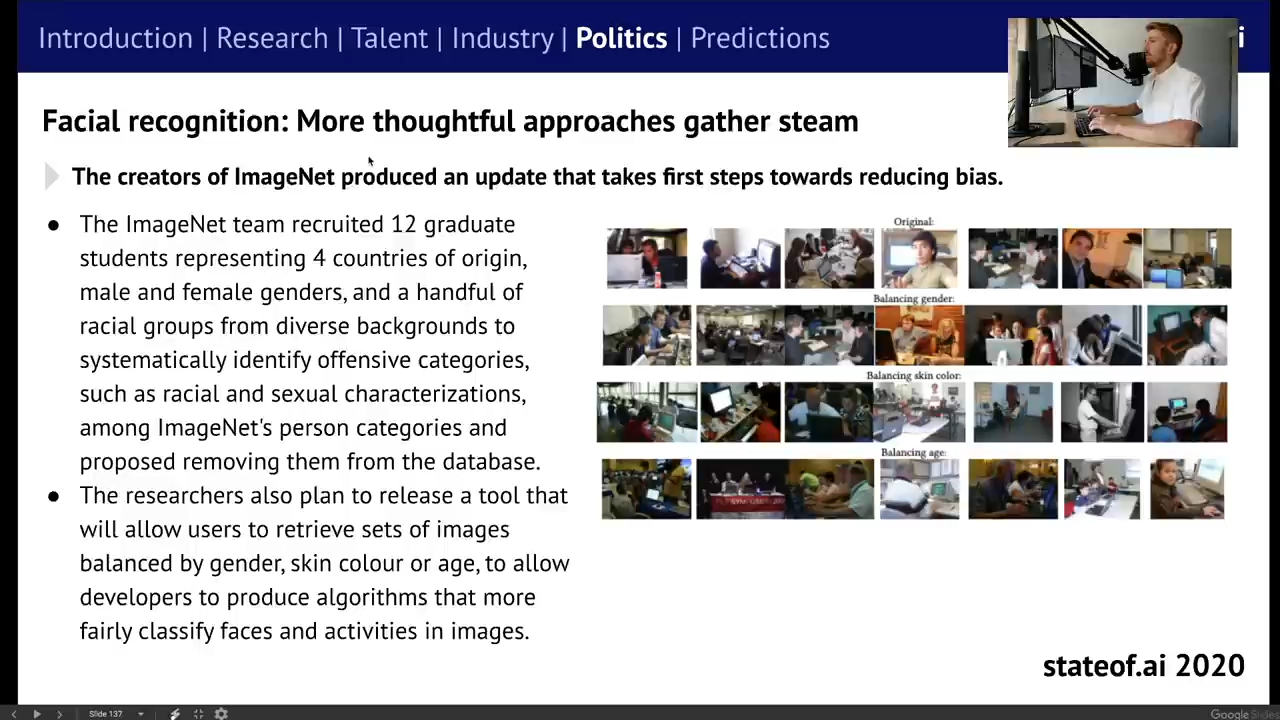 Introduction | Research | Talent | Industry | Politics | Predictions
i
Facial recognition: More thoughtful approaches gather steam
The creators of ImageNet produced an update that takes first steps towards reducing bias.
● The ImageNet team recruited 12 graduate
students representing 4 countries of origin,
male and female genders, and a handful of
racial groups from diverse backgrounds to
systematically identify offensive categories,
such as racial and sexual characterizations,
among ImageNet's person categories and
proposed removing them from the database.
● The researchers also plan to release a tool that
will allow users to retrieve sets of images
balanced by gender, skin colour or age, to allow
developers to produce algorithms that more
fairly classify faces and activities in images.
Original:
Balancing gender:
Balancing skin color:
Balancing age:
stateof.ai 2020
Slide 137
Google Slides